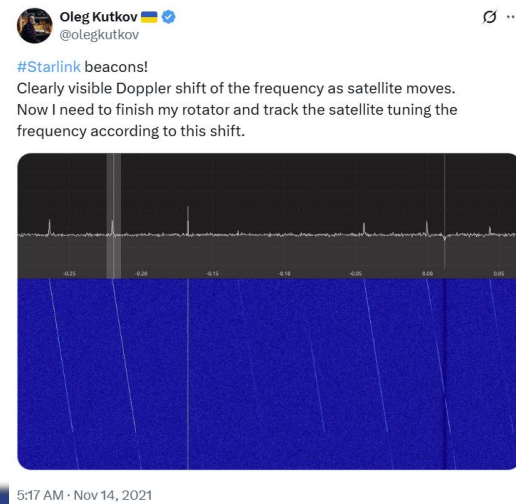 Oleg Kutkov 🇺🇦
@olegkutkov
#Starlink beacons!
Clearly visible Doppler shift of the frequency as satellite moves.
Now I need to finish my rotator and track the satellite tuning the
frequency according to this shift.
-0.25 -0.20 -0.15 -0.10 -0.05 0.00 0.05
5:17 AM · Nov 14, 2021